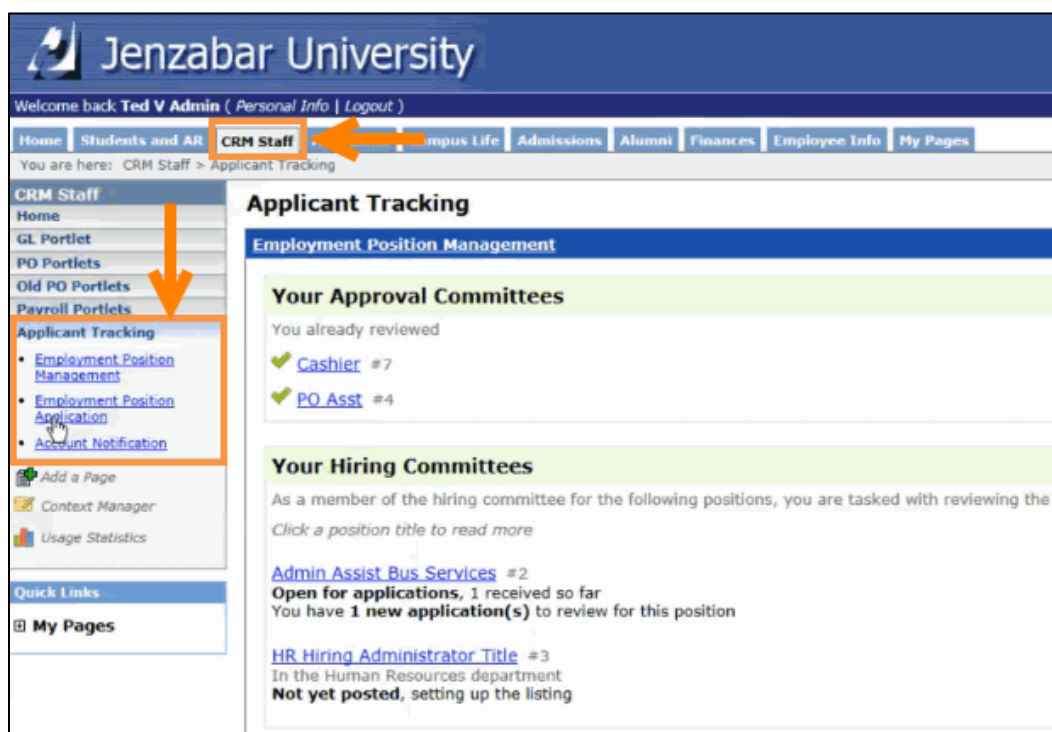 Jenzabar University
Welcome back Ted V Admin ( Personal Info | Logout )
Home Students and AR CRM Staff Campus Life Admissions Alumni Finances Employee Info My Pages
You are here: CRM Staff > Applicant Tracking
CRM Staff
Home
GL Portlet
PO Portlets
Old PO Portlets
Payroll Portlets
Applicant Tracking
• Employment Position
Management
• Employment Position
Application
• Account Notification
Add a Page
Context Manager
Usage Statistics
Quick Links
My Pages
Applicant Tracking
Employment Position Management
Your Approval Committees
You already reviewed
Cashier #7
PO Asst #4
Your Hiring Committees
As a member of the hiring committee for the following positions, you are tasked with reviewing the
Click a position title to read more
Admin Assist Bus Services #2
Open for applications, 1 received so far
You have 1 new application(s) to review for this position
HR Hiring Administrator Title #3
In the Human Resources department
Not yet posted, setting up the listing